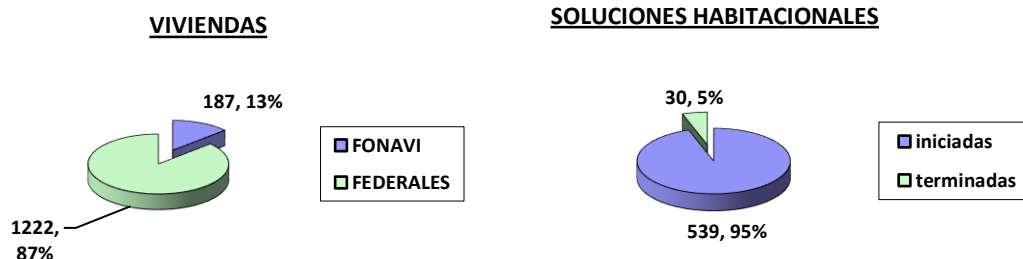 VIVIENDAS
187, 13%
1222,
87%
FONAVI
FEDERALES
SOLUCIONES HABITACIONALES
30, 5%
539, 95%
iniciadas
terminadas